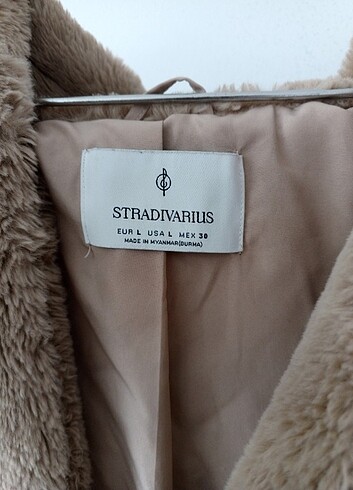 STRADIVARIUS
EUR L USA L MEX 30
MADE IN MYANMAR(BURMA)